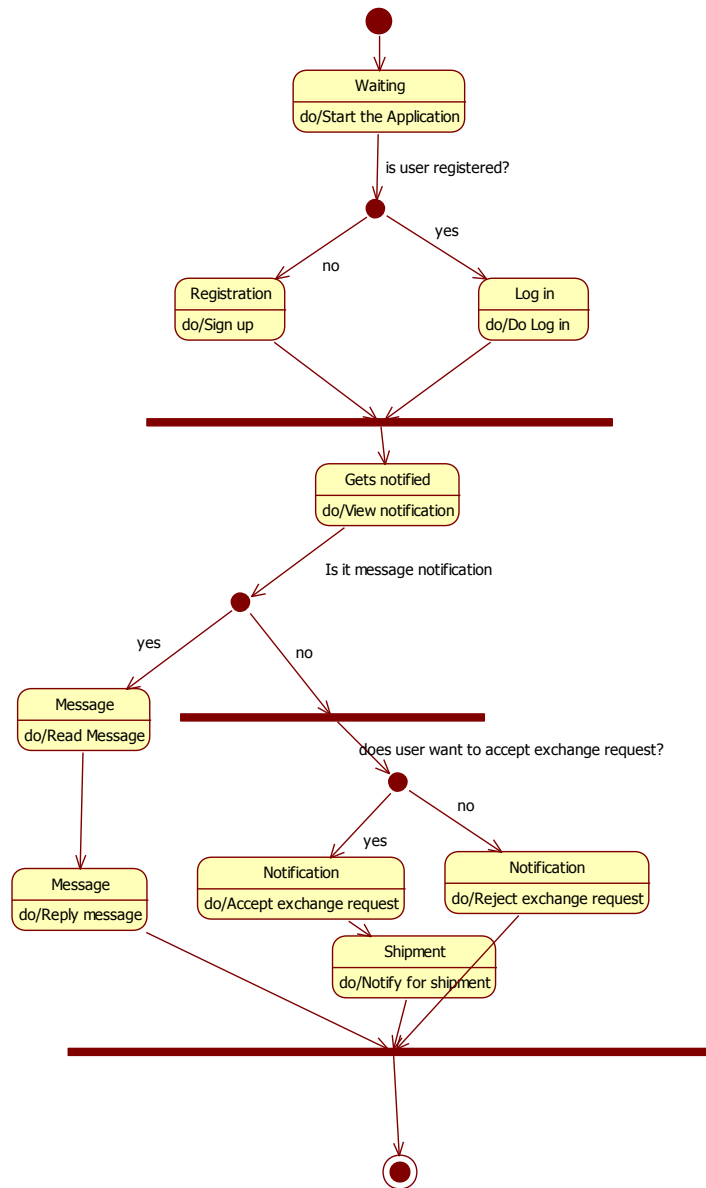 Waiting
do/Start the Application
is user registered?
yes
no
Registration
do/Sign up
Log in
do/Do Log in
Gets notified
do/View notification
Is it message notification
yes
no
Message
do/Read Message
does user want to accept exchange request?
yes
no
Notification
do/Accept exchange request
Notification
do/Reject exchange request
Message
do/Reply message
Shipment
do/Notify for shipment